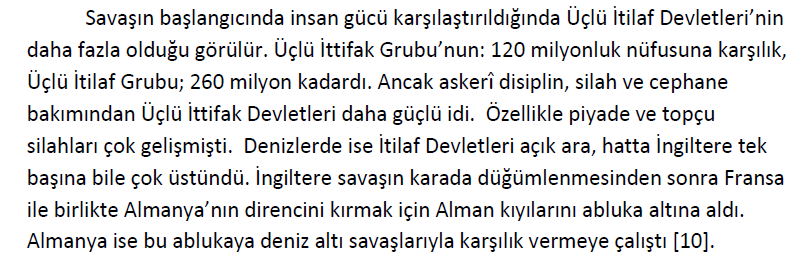 Savaşın başlangıcında insan gücü karşılaştırıldığında Üçlü İtilaf Devletleri’nin
daha fazla olduğu görülür. Üçlü İttifak Grubu’nun: 120 milyonluk nüfusuna karşılık,
Üçlü İtilaf Grubu; 260 milyon kadardı. Ancak askerî disiplin, silah ve cephane
bakımından Üçlü İttifak Devletleri daha güçlü idi. Özellikle piyade ve topçu
silahları çok gelişmişti. Denizlerde ise İtilaf Devletleri açık ara, hatta İngiltere tek
başına bile çok üstündü. İngiltere savaşın karada düğümlenmesinden sonra Fransa
ile birlikte Almanya’nın direncini kırmak için Alman kıyılarını abluka altına aldı.
Almanya ise bu ablukaya deniz altı savaşlarıyla karşılık vermeye çalıştı [10].